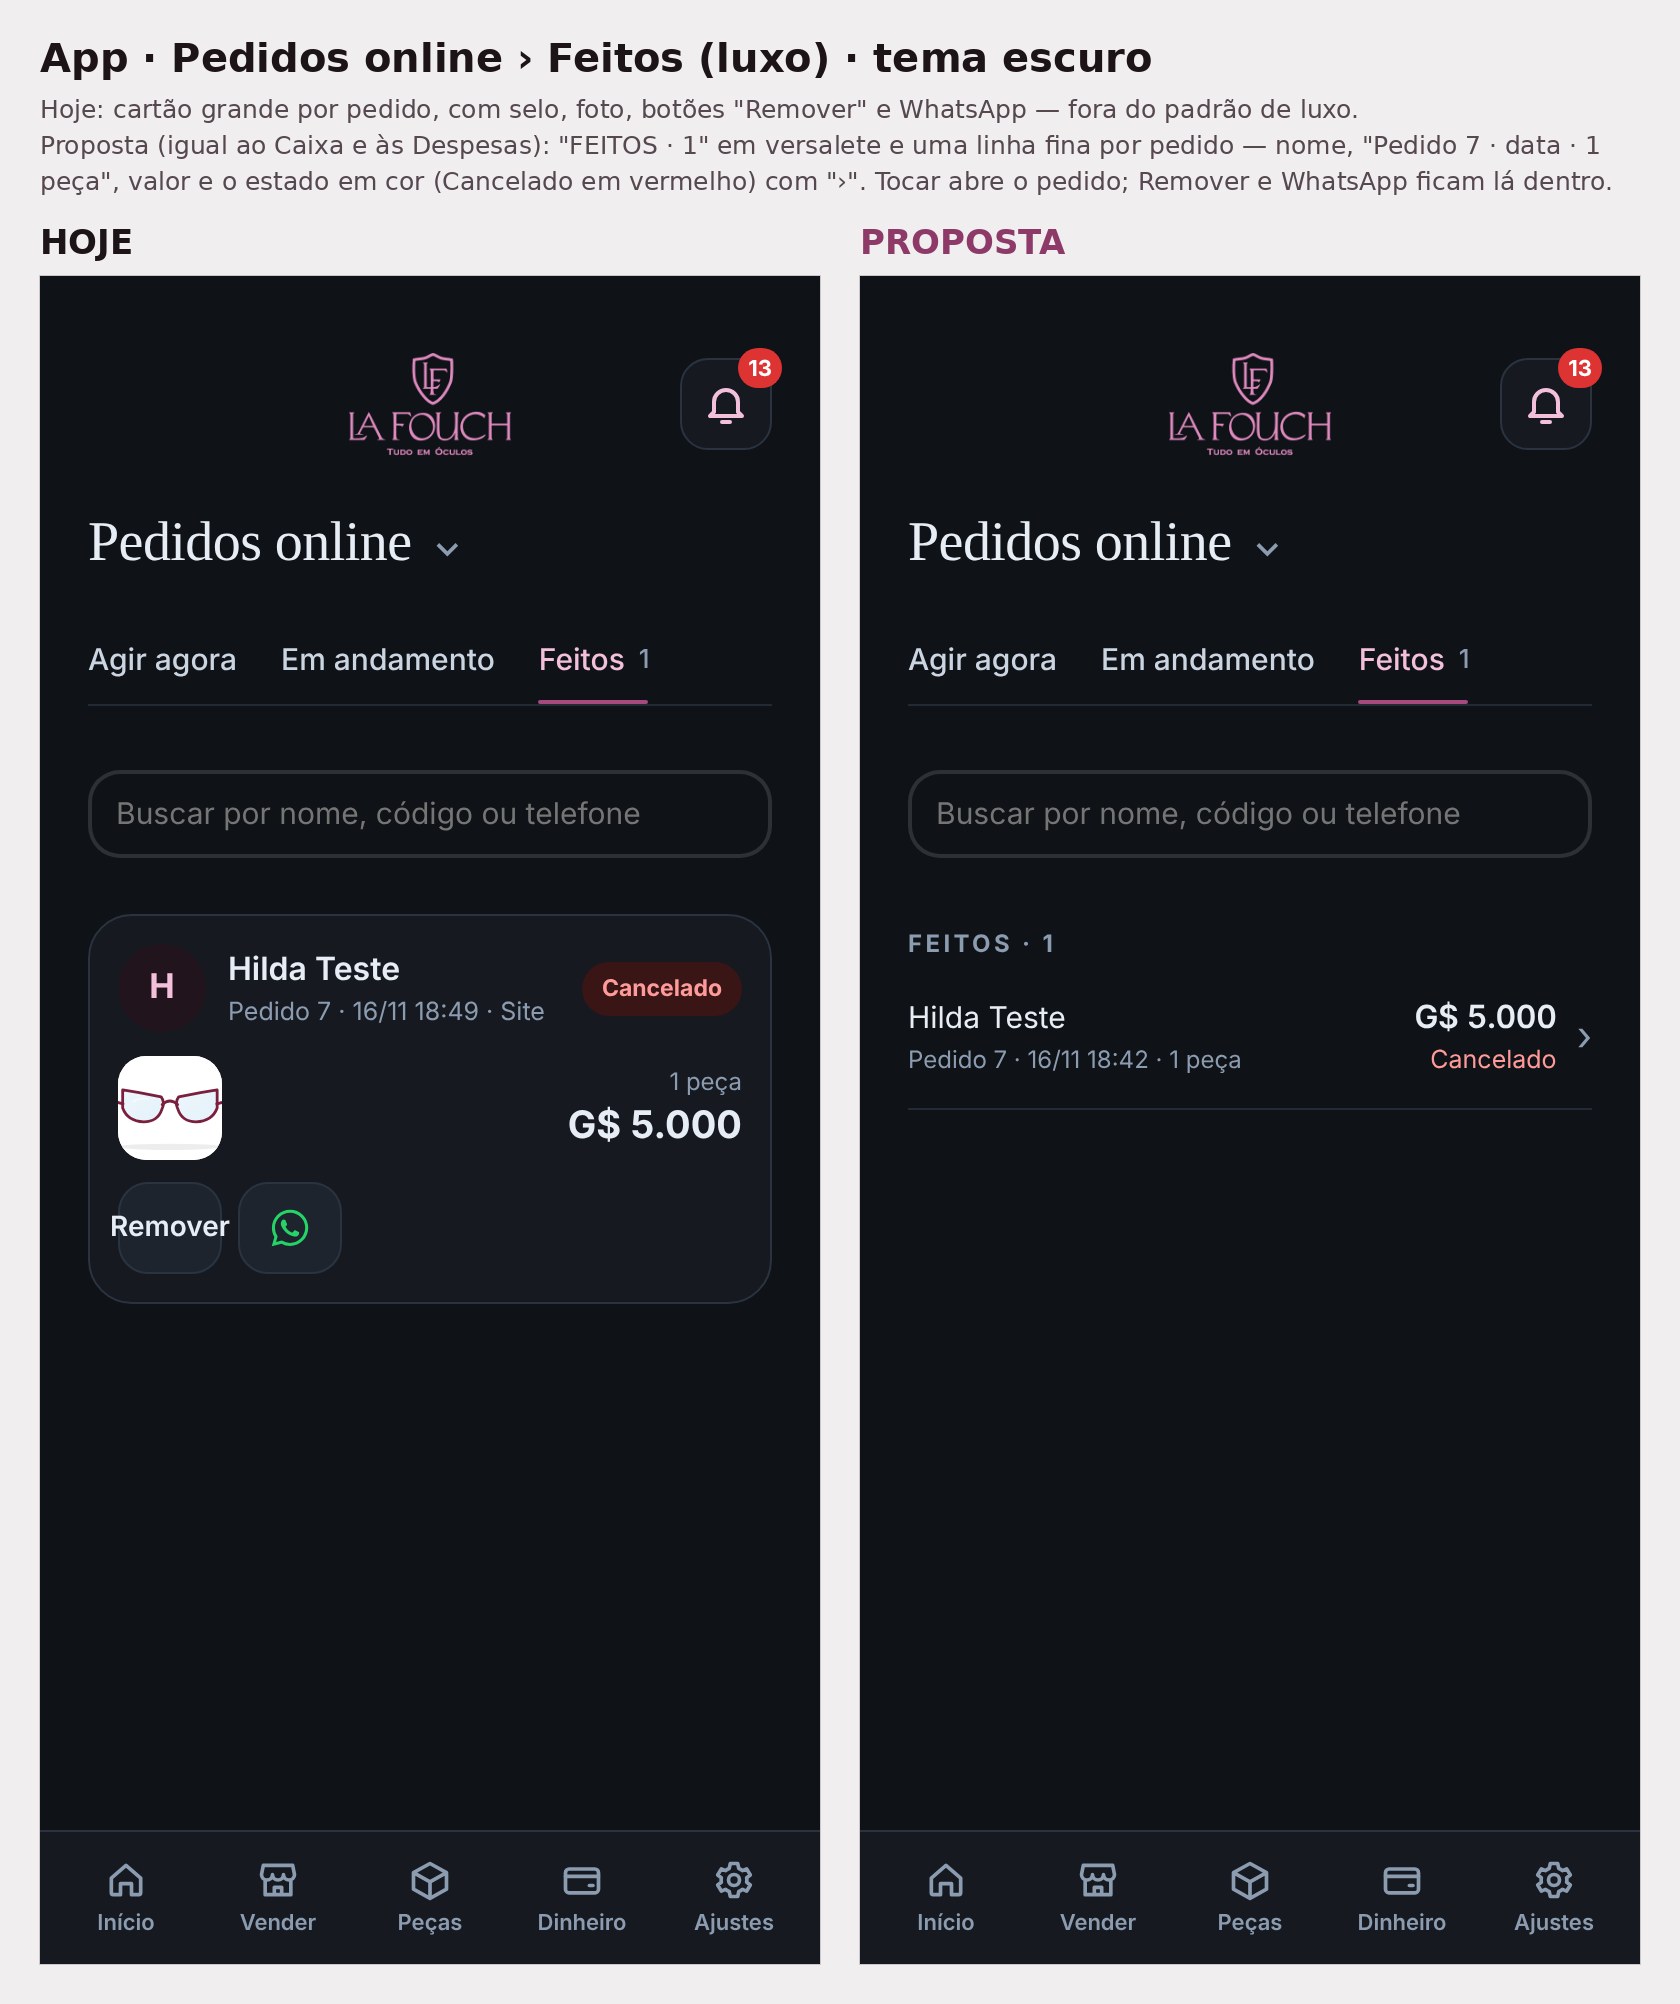 App · Pedidos online › Feitos (luxo) · tema escuro
Hoje: cartão grande por pedido, com selo, foto, botões "Remover" e WhatsApp — fora do padrão de luxo.
Proposta (igual ao Caixa e às Despesas): "FEITOS · 1" em versalete e uma linha fina por pedido — nome, "Pedido 7 · data · 1
peça", valor e o estado em cor (Cancelado em vermelho) com "›". Tocar abre o pedido; Remover e WhatsApp ficam lá dentro.
HOJE
LF
LA FOUCH
TUDO EM ÓCULOS
13
Pedidos online
Agir agora Em andamento Feitos 1
Buscar por nome, código ou telefone
H
Hilda Teste
Pedido 7 · 16/11 18:49 · Site
Cancelado
1 peça
G$ 5.000
Remover
Início Vender Peças Dinheiro Ajustes
PROPOSTA
LF
LA FOUCH
TUDO EM ÓCULOS
13
Pedidos online
Agir agora Em andamento Feitos 1
Buscar por nome, código ou telefone
FEITOS · 1
Hilda Teste G$ 5.000 ›
Pedido 7 · 16/11 18:42 · 1 peça Cancelado
Início Vender Peças Dinheiro Ajustes